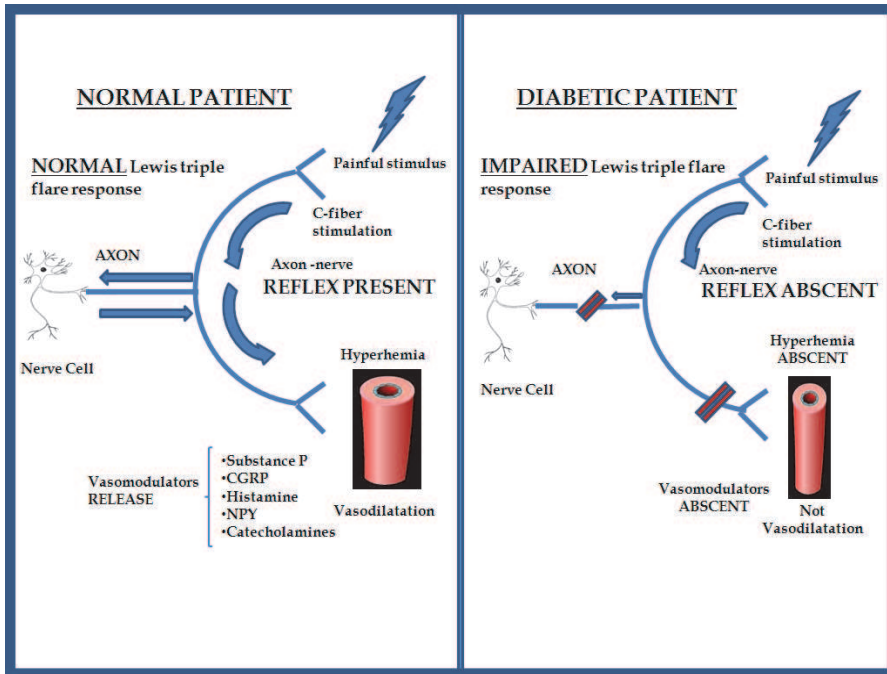 NORMAL PATIENT
NORMAL Lewis triple
flare response
Painful stimulus
C-fiber
stimulation
AXON
Axon -nerve
REFLEX PRESENT
Nerve Cell
Hyperhemia
Vasomodulators
RELEASE
•Substance P
•CGRP
•Histamine
•NPY
•Catecholamines
Vasodilatation
DIABETIC PATIENT
IMPAIRED Lewis triple flare
response
Painful stimulus
C-fiber
stimulation
AXON
Axon-nerve
REFLEX ABSCENT
Nerve Cell
Hyperhemia
ABSCENT
Vasomodulators
ABSCENT
Not
Vasodilatation